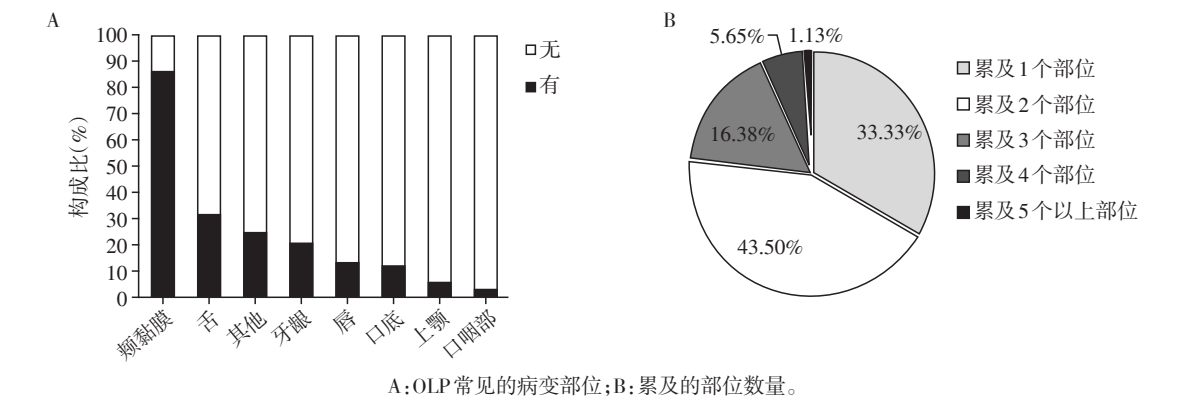 A
构成比(%)
100
90
80
70
60
50
40
30
20
10
0
颊黏膜
舌
其他
牙龈
唇
口底
上颚
口咽部
无
有
B
5.65%
1.13%
16.38%
33.33%
43.50%
累及1个部位
累及2个部位
累及3个部位
累及4个部位
累及5个以上部位
A:OLP常见的病变部位;B:累及的部位数量。